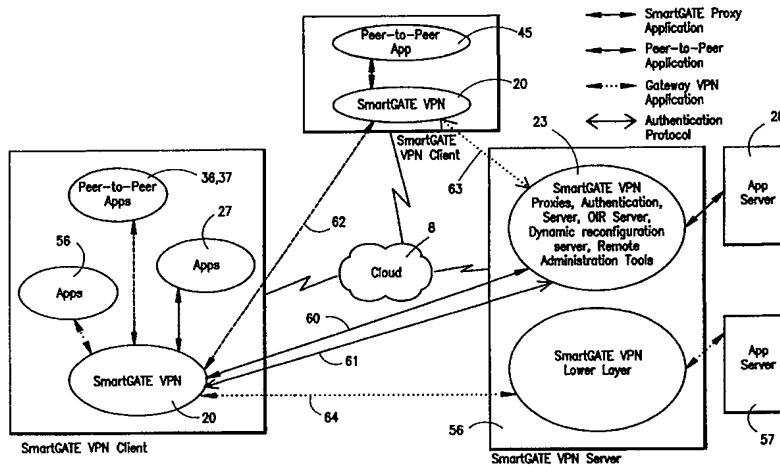 SmartGATE Proxy
Application
Peer-to-Peer
Application
Gateway VPN
Application
Authentication
Protocol
Peer-to-Peer
App
45
SmartGATE VPN
20
SmartGATE
VPN Client
Peer-to-Peer
Apps
36,37
27
56
Apps
Apps
SmartGATE VPN
20
SmartGATE VPN Client
62
63
8
Cloud
60
61
64
23
SmartGATE VPN
Proxies, Authentication,
Server, OIR Server,
Dynamic reconfiguration
server, Remote
Administration Tools
SmartGATE VPN
Lower Layer
56
SmartGATE VPN Server
App
Server
App
Server
57